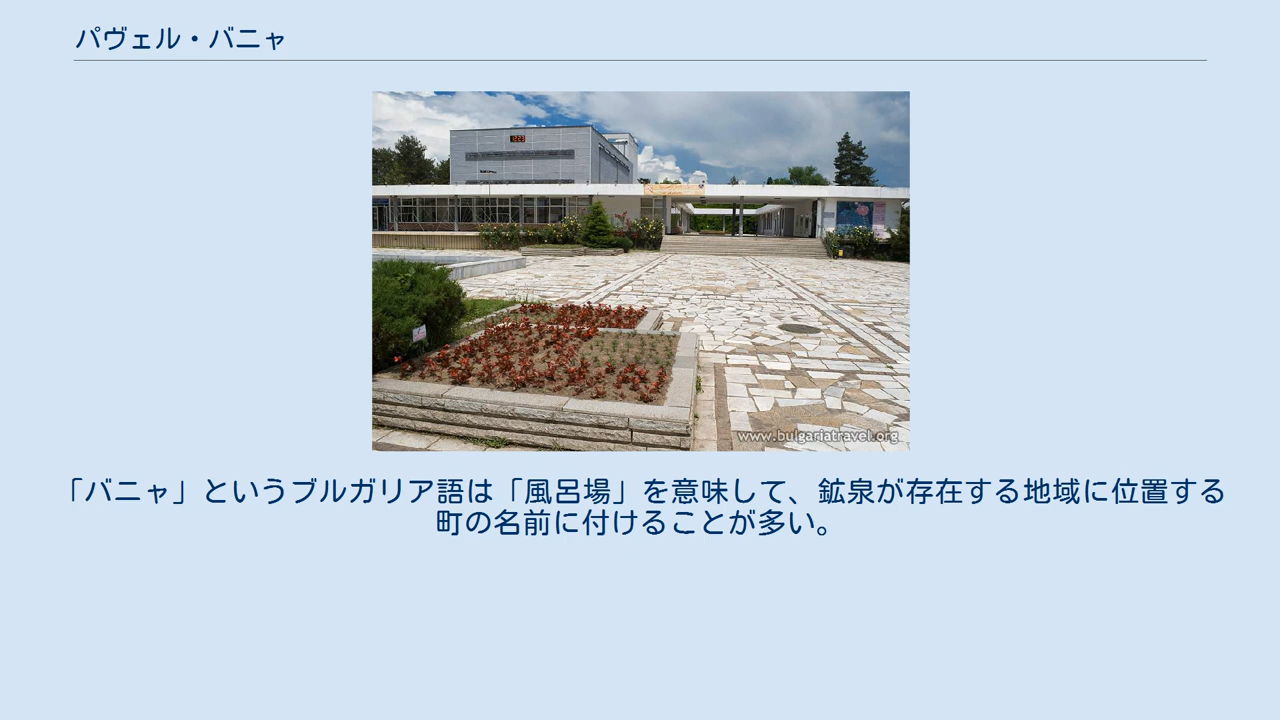 パヴェル・バニャ
www.bulgariatravel.org
「バニャ」というブルガリア語は「風呂場」を意味して、鉱泉が存在する地域に位置する
町の名前に付けることが多い。